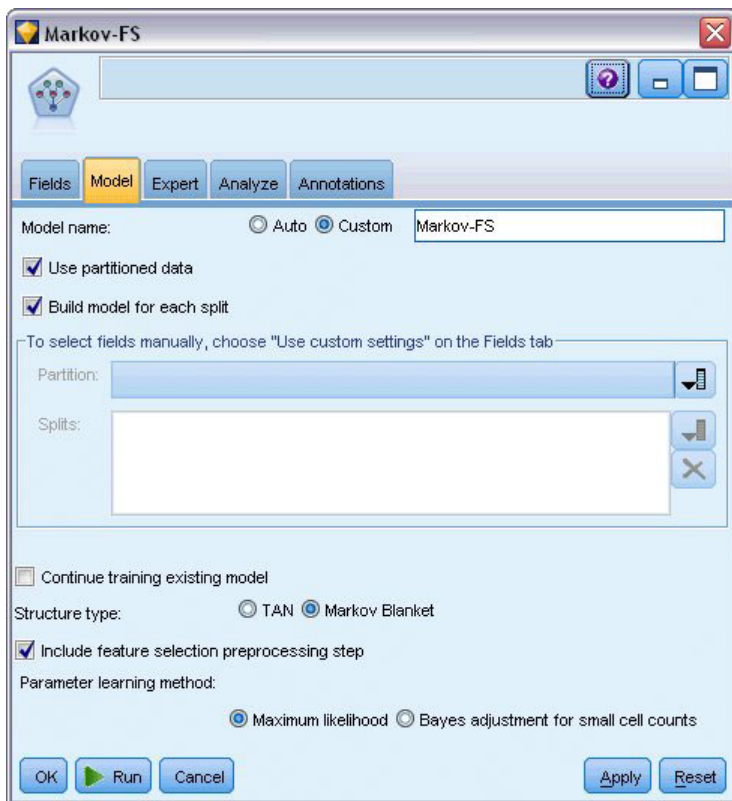 Markov-FS
Fields Model Expert Analyze Annotations
Model name: Auto Custom Markov-FS
Use partitioned data
Build model for each split
To select fields manually, choose "Use custom settings" on the Fields tab
Partition:
Splits:
Continue training existing model
Structure type: TAN Markov Blanket
Include feature selection preprocessing step
Parameter learning method:
Maximum likelihood Bayes adjustment for small cell counts
OK Run Cancel Apply Reset